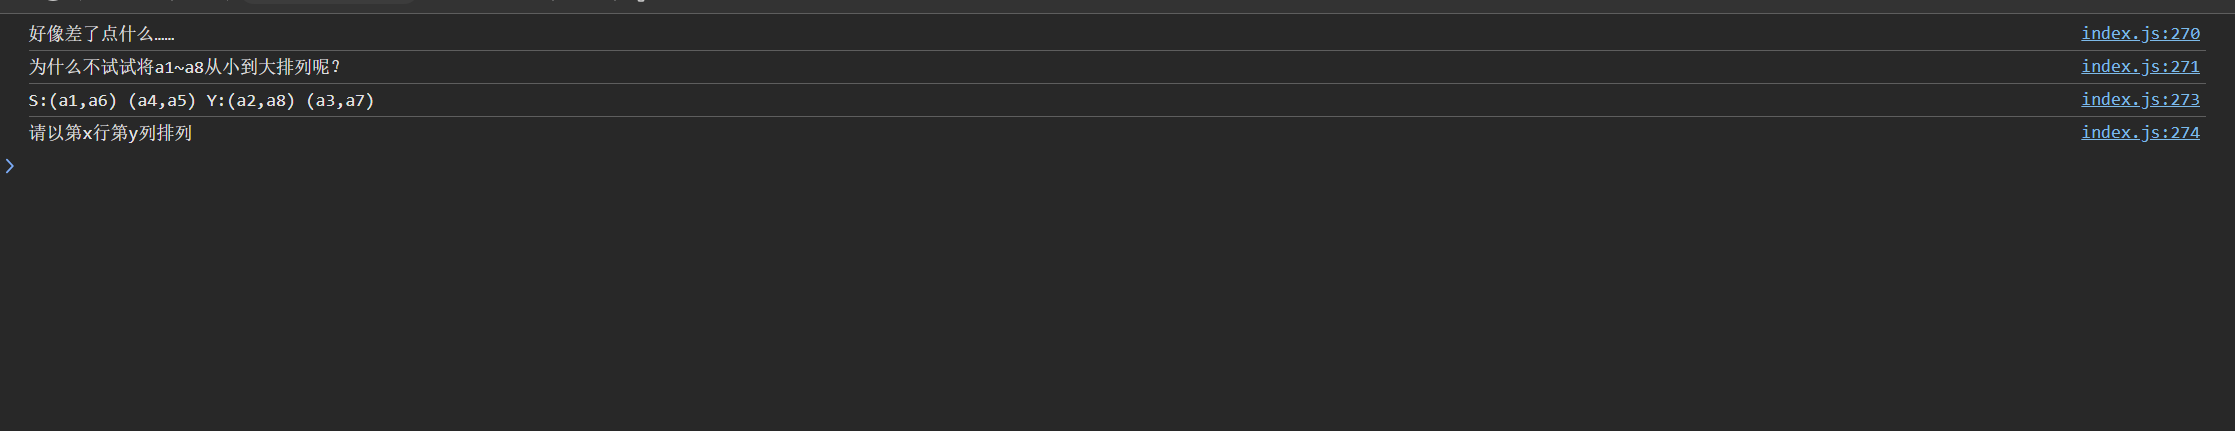 好像差了点什么…… index.js:270
为什么不试试将a1~a8从小到大排列呢? index.js:271
S:(a1,a6) (a4,a5) Y:(a2,a8) (a3,a7) index.js:273
请以第x行第y列排列 index.js:274